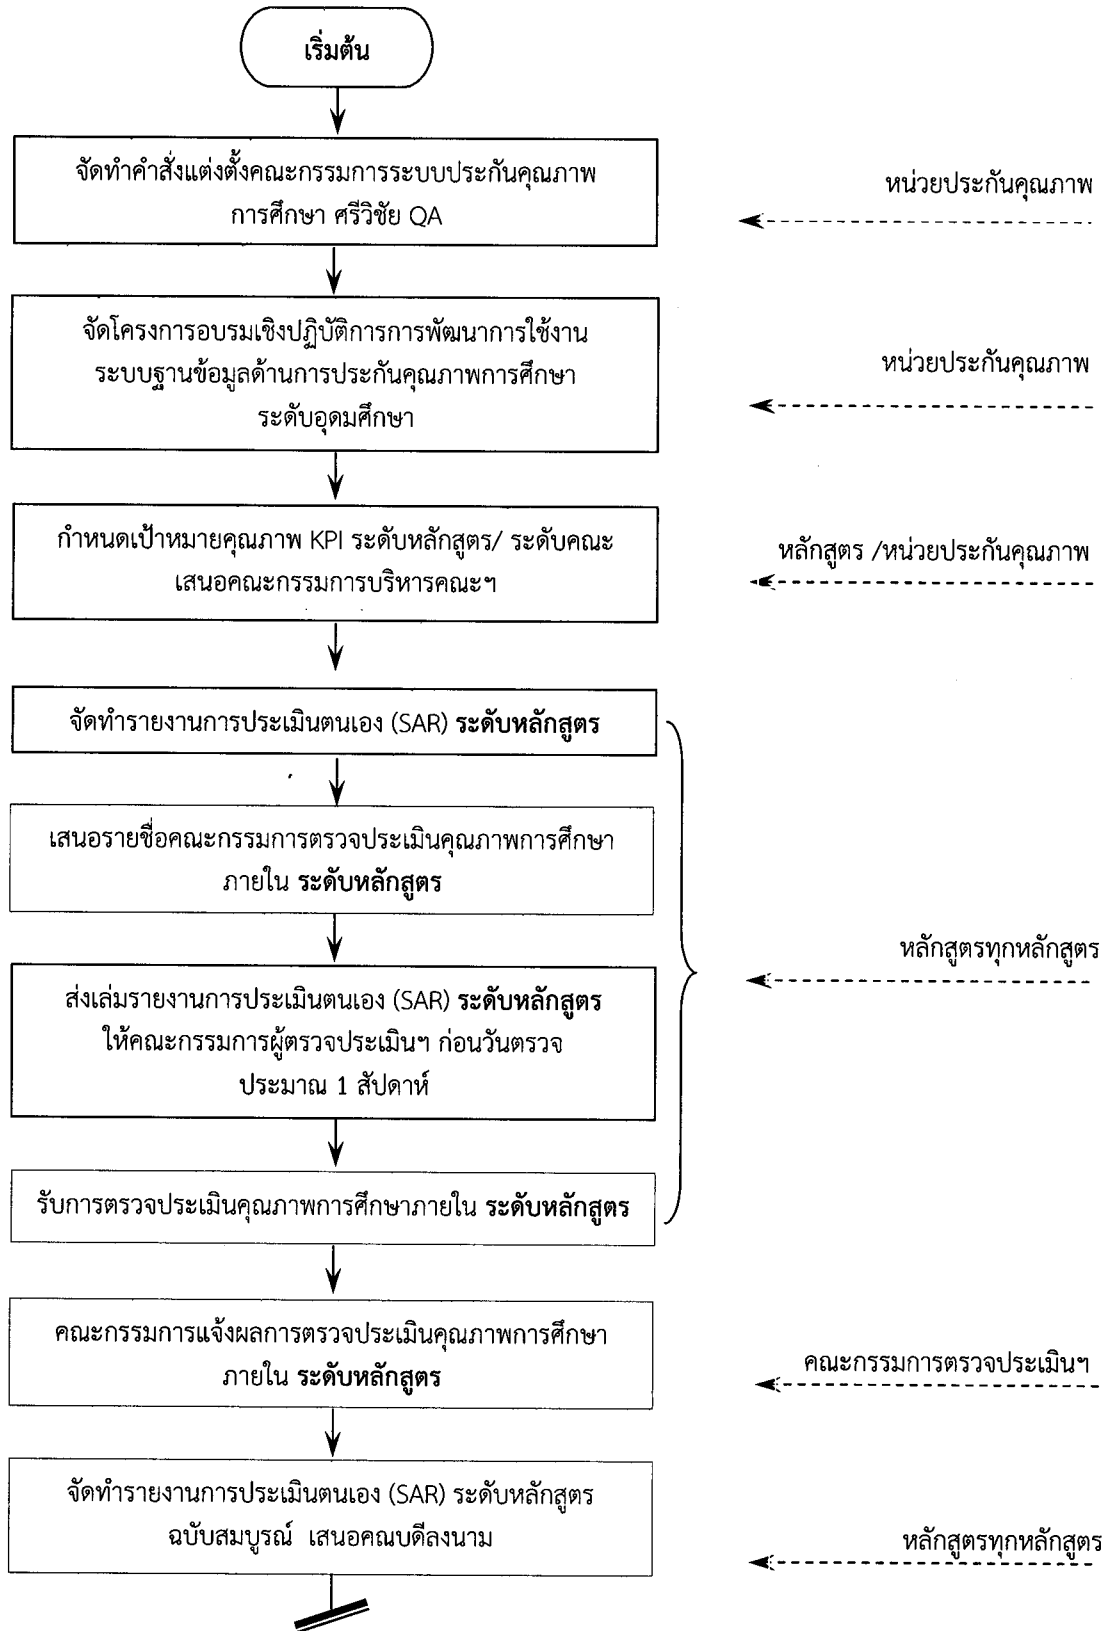 เริ่มต้น
จัดทำคำสั่งแต่งตั้งคณะกรรมการระบบประกันคุณภาพ
การศึกษา ศรีวิชัย QA
หน่วยประกันคุณภาพ
จัดโครงการอบรมเชิงปฏิบัติการการพัฒนาการใช้งาน
ระบบฐานข้อมูลด้านการประกันคุณภาพการศึกษา
ระดับอุดมศึกษา
หน่วยประกันคุณภาพ
กำหนดเป้าหมายคุณภาพ KPI ระดับหลักสูตร/ ระดับคณะ
เสนอคณะกรรมการบริหารคณะฯ
หลักสูตร /หน่วยประกันคุณภาพ
จัดทำรายงานการประเมินตนเอง (SAR) ระดับหลักสูตร
เสนอรายชื่อคณะกรรมการตรวจประเมินคุณภาพการศึกษา
ภายใน ระดับหลักสูตร
ส่งเล่มรายงานการประเมินตนเอง (SAR) ระดับหลักสูตร
ให้คณะกรรมการผู้ตรวจประเมินฯ ก่อนวันตรวจ
ประมาณ 1 สัปดาห์
รับการตรวจประเมินคุณภาพการศึกษาภายใน ระดับหลักสูตร
หลักสูตรทุกหลักสูตร
คณะกรรมการแจ้งผลการตรวจประเมินคุณภาพการศึกษา
ภายใน ระดับหลักสูตร
คณะกรรมการตรวจประเมินฯ
จัดทำรายงานการประเมินตนเอง (SAR) ระดับหลักสูตร
ฉบับสมบูรณ์ เสนอคณบดีลงนาม
หลักสูตรทุกหลักสูตร